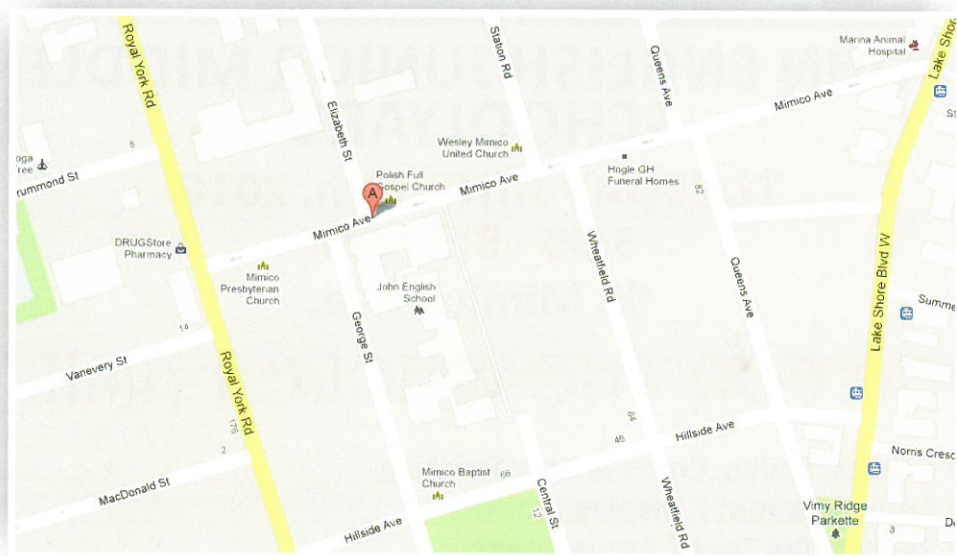 Royal York Rd
Station Rd
Queens Ave
Marina Animal
Hospital
Lake Shore
Mimico Ave
Elizabeth St
5
Wesley Mimico
United Church
Hogle GH
Funeral Homes
Polish Full
Gospel Church
A
Mimico Ave
82
rummond St
Mimico Ave
DRUGStore
Pharmacy
Mimico
Presbyterian
Church
John English
School
Wheatfield Rd
Queens Ave
Lake Shore Blvd W
Summe
14
George St
Vanevery St
Royal York Rd
176
2
84
46
Hillside Ave
Norris Cresc
MacDonald St
Mimico Baptist
Church
66
Central St
12
Wheatfield Rd
Vimy Ridge
Parkette
Hillside Ave
8